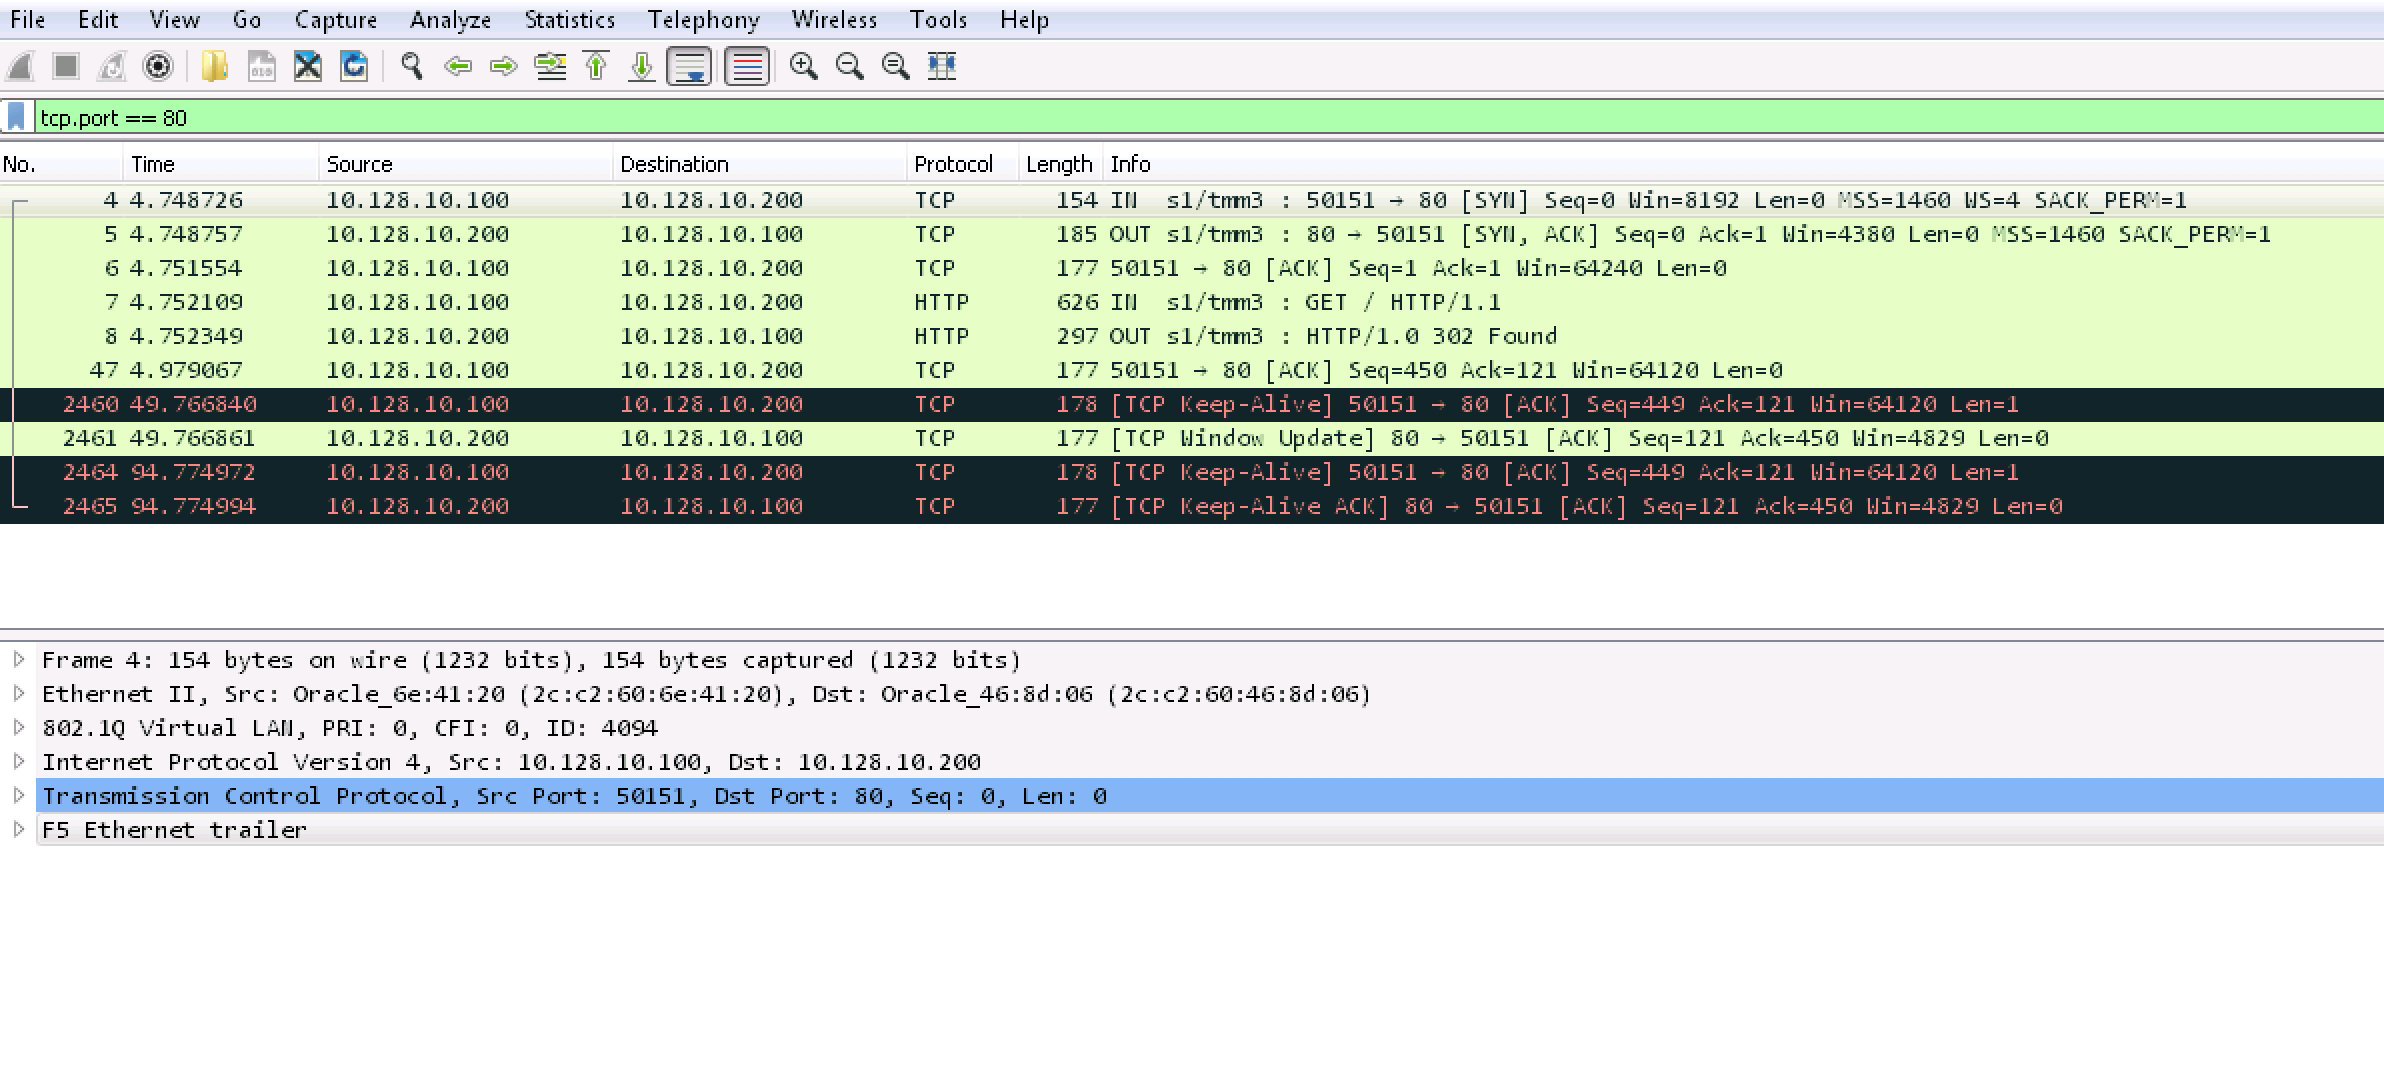 File Edit View Go Capture Analyze Statistics Telephony Wireless Tools Help
tcp.port == 80
No. Time Source Destination Protocol Length Info
4 4.748726 10.128.10.100 10.128.10.200 TCP 154 IN s1/tmm3 : 50151 → 80 [SYN] Seq=0 Win=8192 Len=0 MSS=1460 WS=4 SACK_PERM=1
5 4.748757 10.128.10.200 10.128.10.100 TCP 185 OUT s1/tmm3 : 80 → 50151 [SYN, ACK] Seq=0 Ack=1 Win=4380 Len=0 MSS=1460 SACK_PERM=1
6 4.751554 10.128.10.100 10.128.10.200 TCP 177 50151 → 80 [ACK] Seq=1 Ack=1 Win=64240 Len=0
7 4.752109 10.128.10.100 10.128.10.200 HTTP 626 IN s1/tmm3 : GET / HTTP/1.1
8 4.752349 10.128.10.200 10.128.10.100 HTTP 297 OUT s1/tmm3 : HTTP/1.0 302 Found
47 4.979067 10.128.10.100 10.128.10.200 TCP 177 50151 → 80 [ACK] Seq=450 Ack=121 Win=64120 Len=0
2460 49.766840 10.128.10.100 10.128.10.200 TCP 178 [TCP Keep-Alive] 50151 → 80 [ACK] Seq=449 Ack=121 Win=64120 Len=1
2461 49.766861 10.128.10.200 10.128.10.100 TCP 177 [TCP Window Update] 80 → 50151 [ACK] Seq=121 Ack=450 Win=4829 Len=0
2464 94.774972 10.128.10.100 10.128.10.200 TCP 178 [TCP Keep-Alive] 50151 → 80 [ACK] Seq=449 Ack=121 Win=64120 Len=1
2465 94.774994 10.128.10.200 10.128.10.100 TCP 177 [TCP Keep-Alive ACK] 80 → 50151 [ACK] Seq=121 Ack=450 Win=4829 Len=0
Frame 4: 154 bytes on wire (1232 bits), 154 bytes captured (1232 bits)
Ethernet II, Src: Oracle_6e:41:20 (2c:c2:60:6e:41:20), Dst: Oracle_46:8d:06 (2c:c2:60:46:8d:06)
802.1Q Virtual LAN, PRI: 0, CFI: 0, ID: 4094
Internet Protocol Version 4, Src: 10.128.10.100, Dst: 10.128.10.200
Transmission Control Protocol, Src Port: 50151, Dst Port: 80, Seq: 0, Len: 0
F5 Ethernet trailer